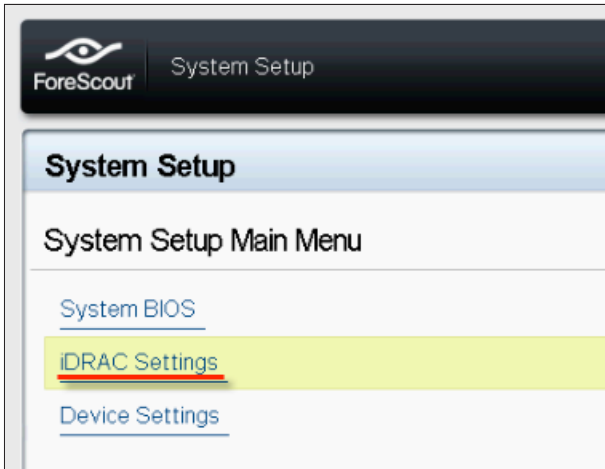 ForeScout
System Setup
System Setup
System Setup Main Menu
System BIOS
iDRAC Settings
Device Settings